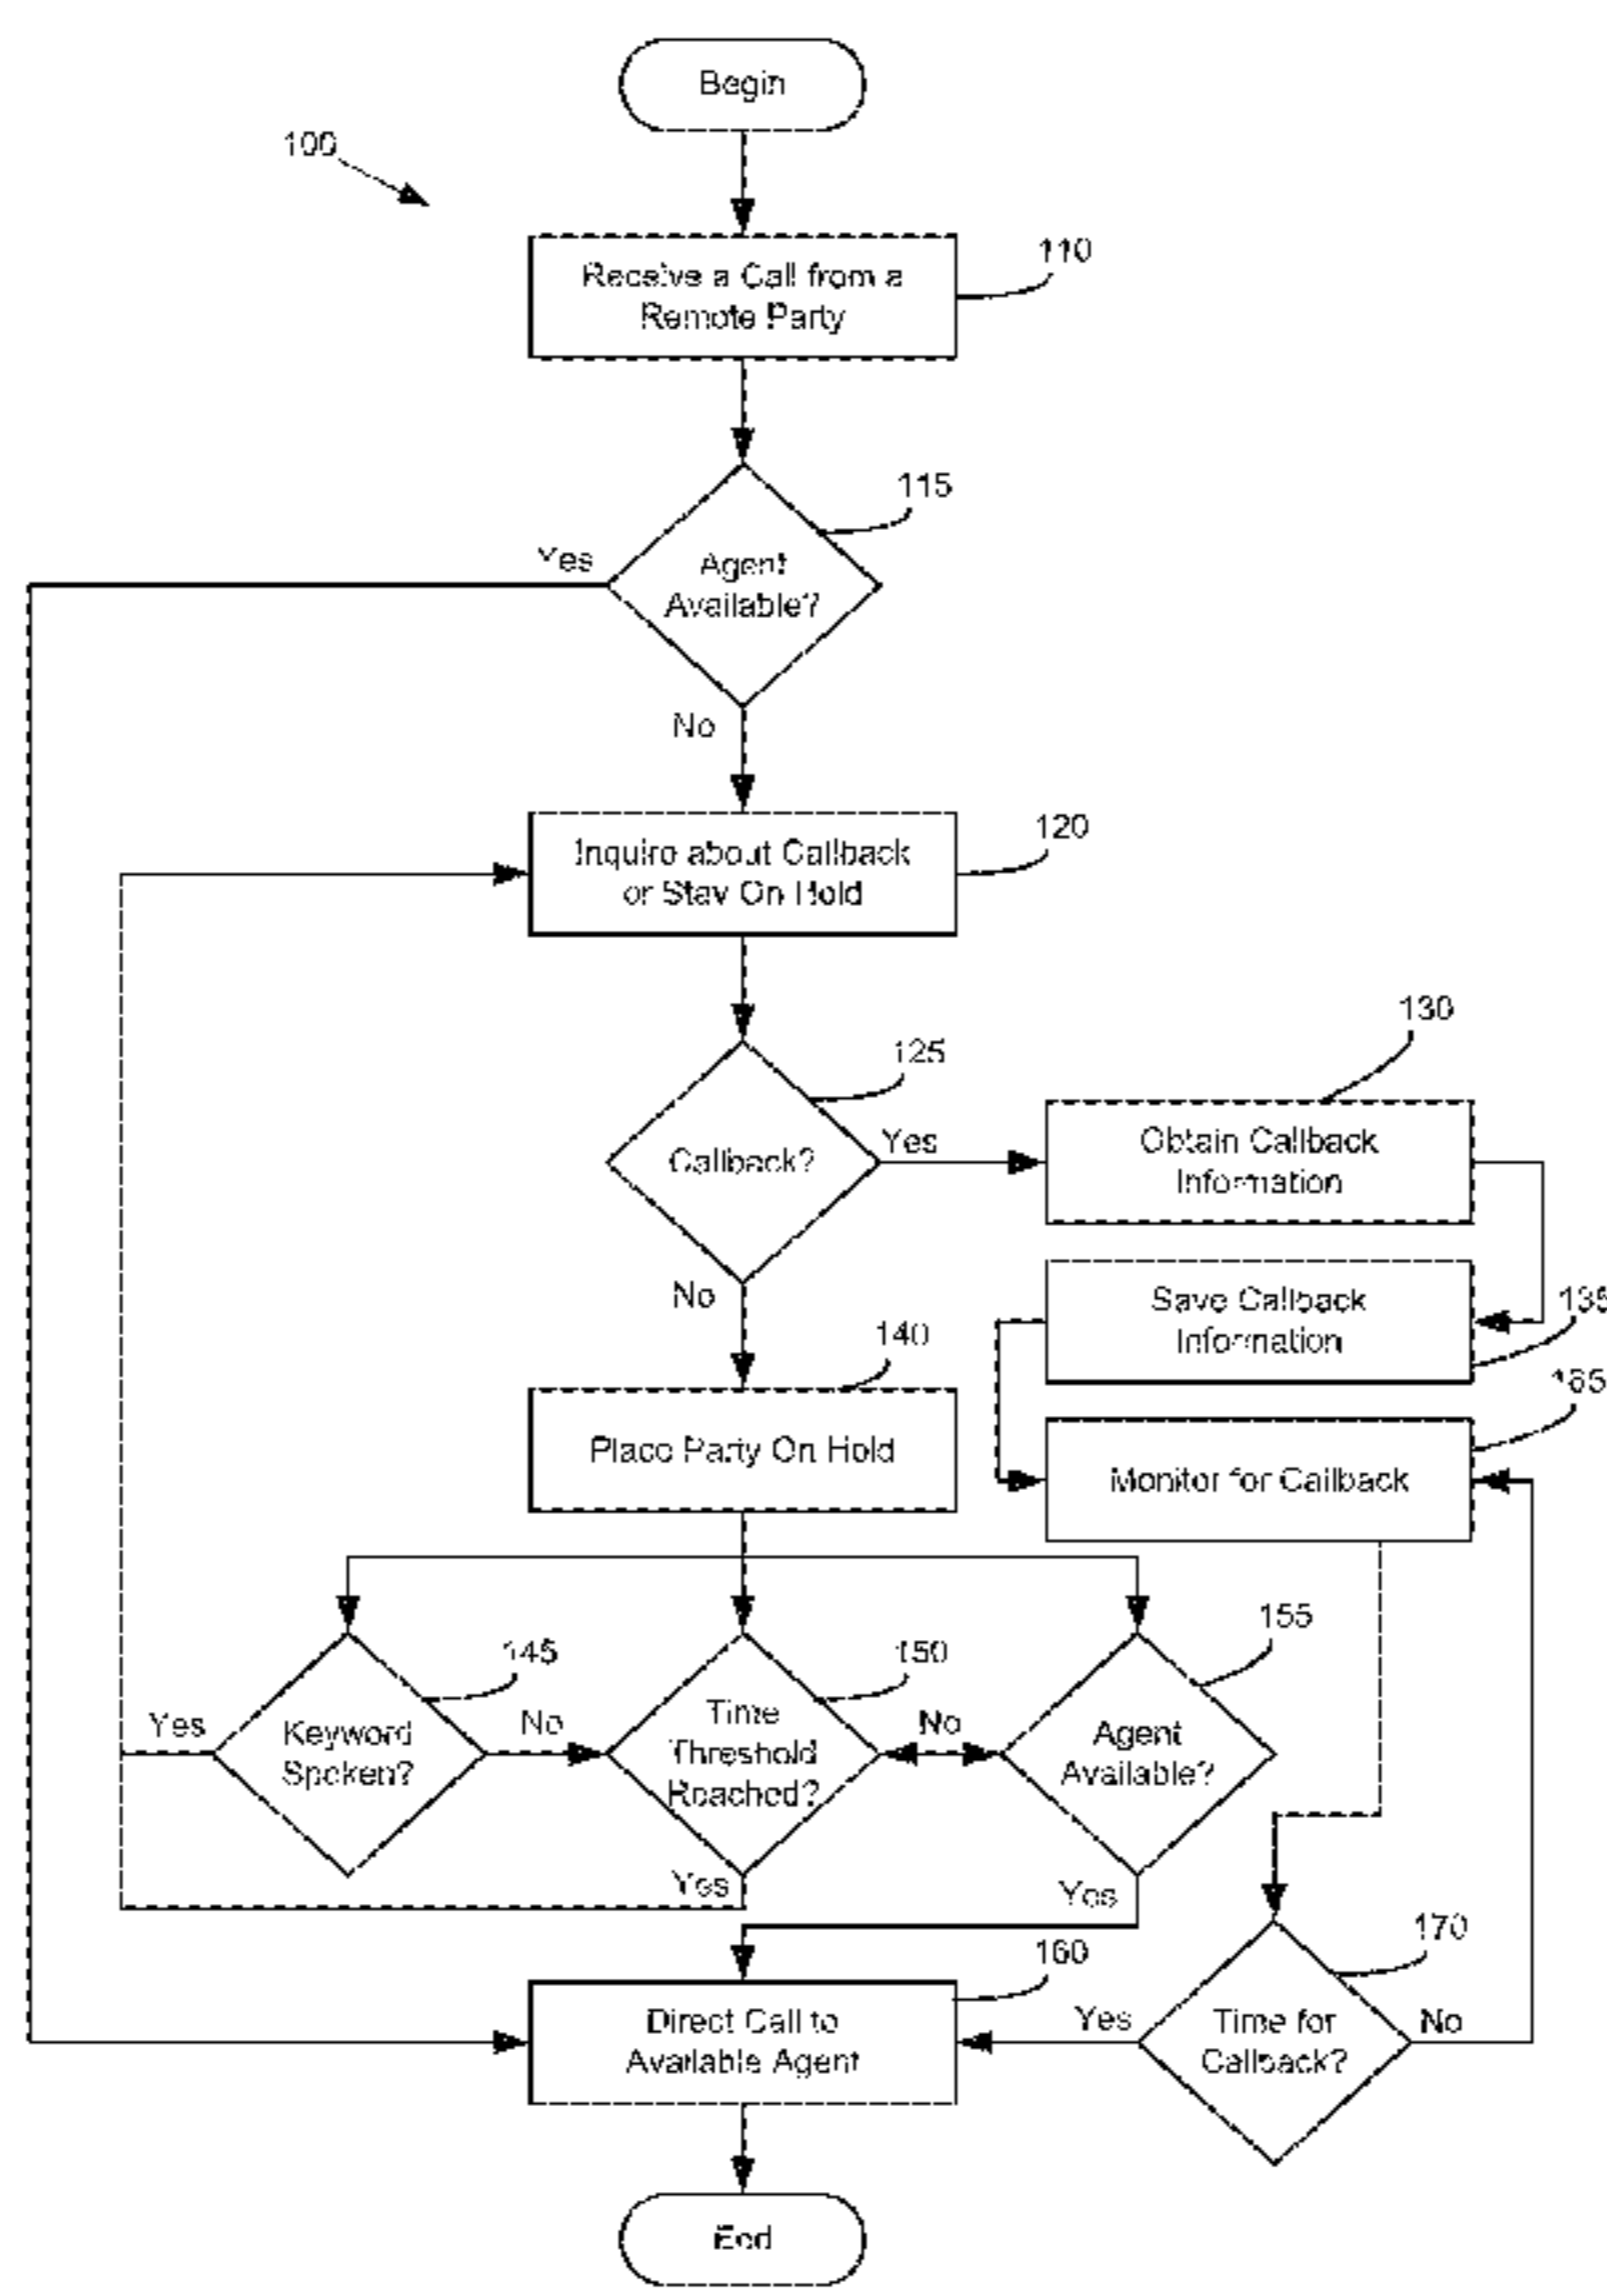 Begin
100
110
Receive a Call from a
Remote Party
115
Yes
Agent
Available?
No
120
Inquire about Callback
or Stay On Hold
130
125
Callback?
Yes
Obtain Callback
Information
No
Save Callback
Information
135
140
165
Place Party On Hold
Monitor for Callback
145
150
155
Yes
Keyword
Spoken?
No
Time
Threshold
Reached?
No
Agent
Available?
Yes
Yes
160
170
Direct Call to
Available Agent
Yes
Time for
Callback?
No
End